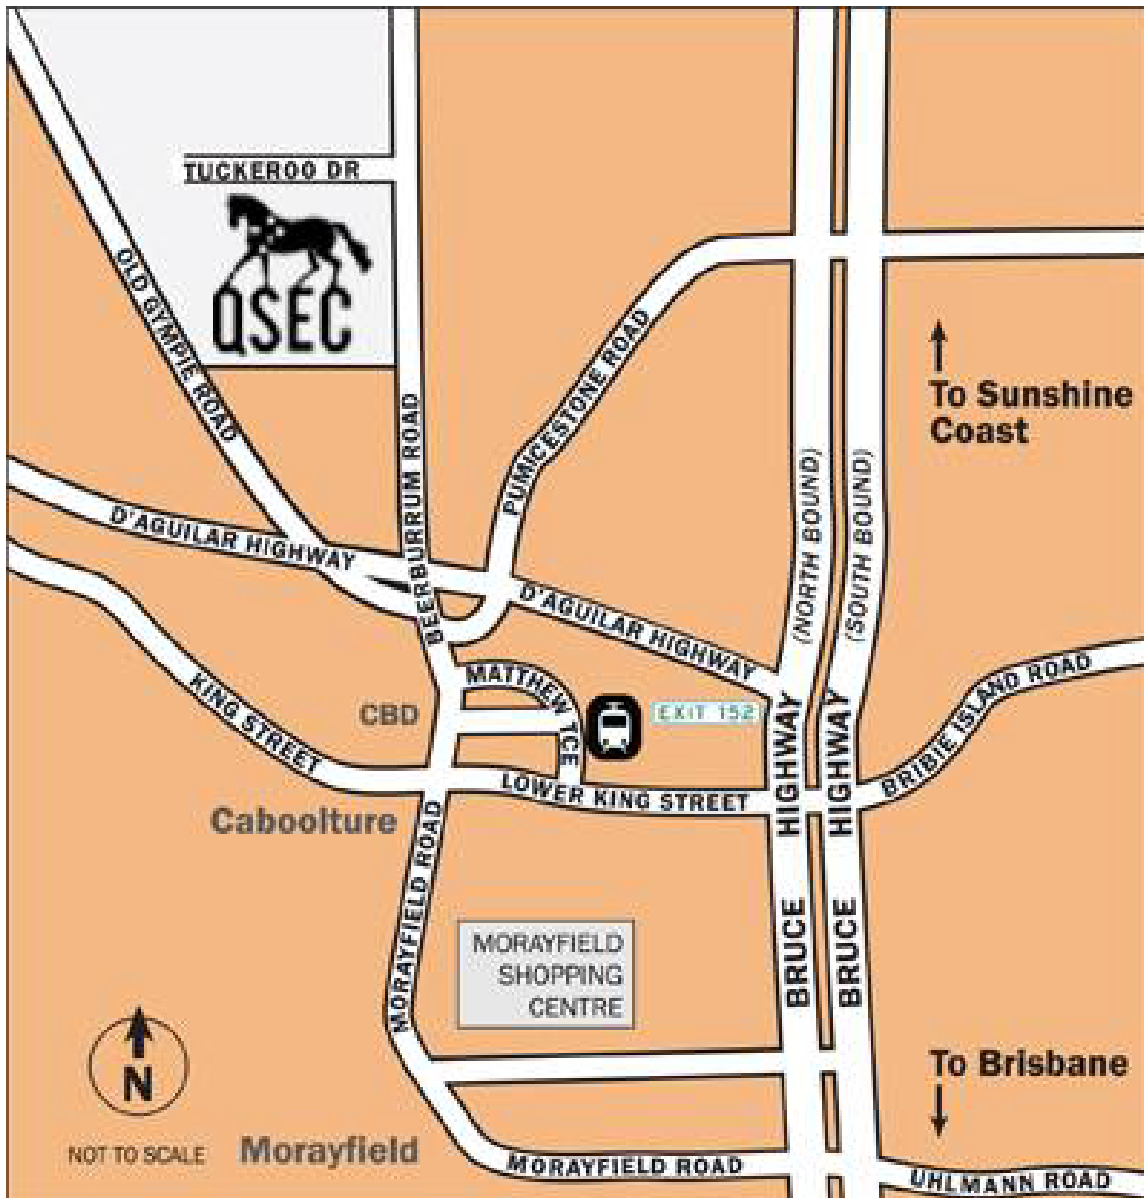 TUCKEROO DR
QSEC
OLD GYMPIE ROAD
BEERBURRUM ROAD
PUMICESTONE ROAD
To Sunshine
Coast
(NORTH BOUND)
(SOUTH BOUND)
D'AGUILAR HIGHWAY
D'AGUILAR HIGHWAY
MATTHEW TCE
BRIBIE ISLAND ROAD
KING STREET
CBD
EXIT 152
LOWER KING STREET
Caboolture
BRUCE HIGHWAY
BRUCE HIGHWAY
MORAYFIELD ROAD
MORAYFIELD
SHOPPING
CENTRE
N
To Brisbane
NOT TO SCALE
Morayfield
MORAYFIELD ROAD
UHLMANN ROAD